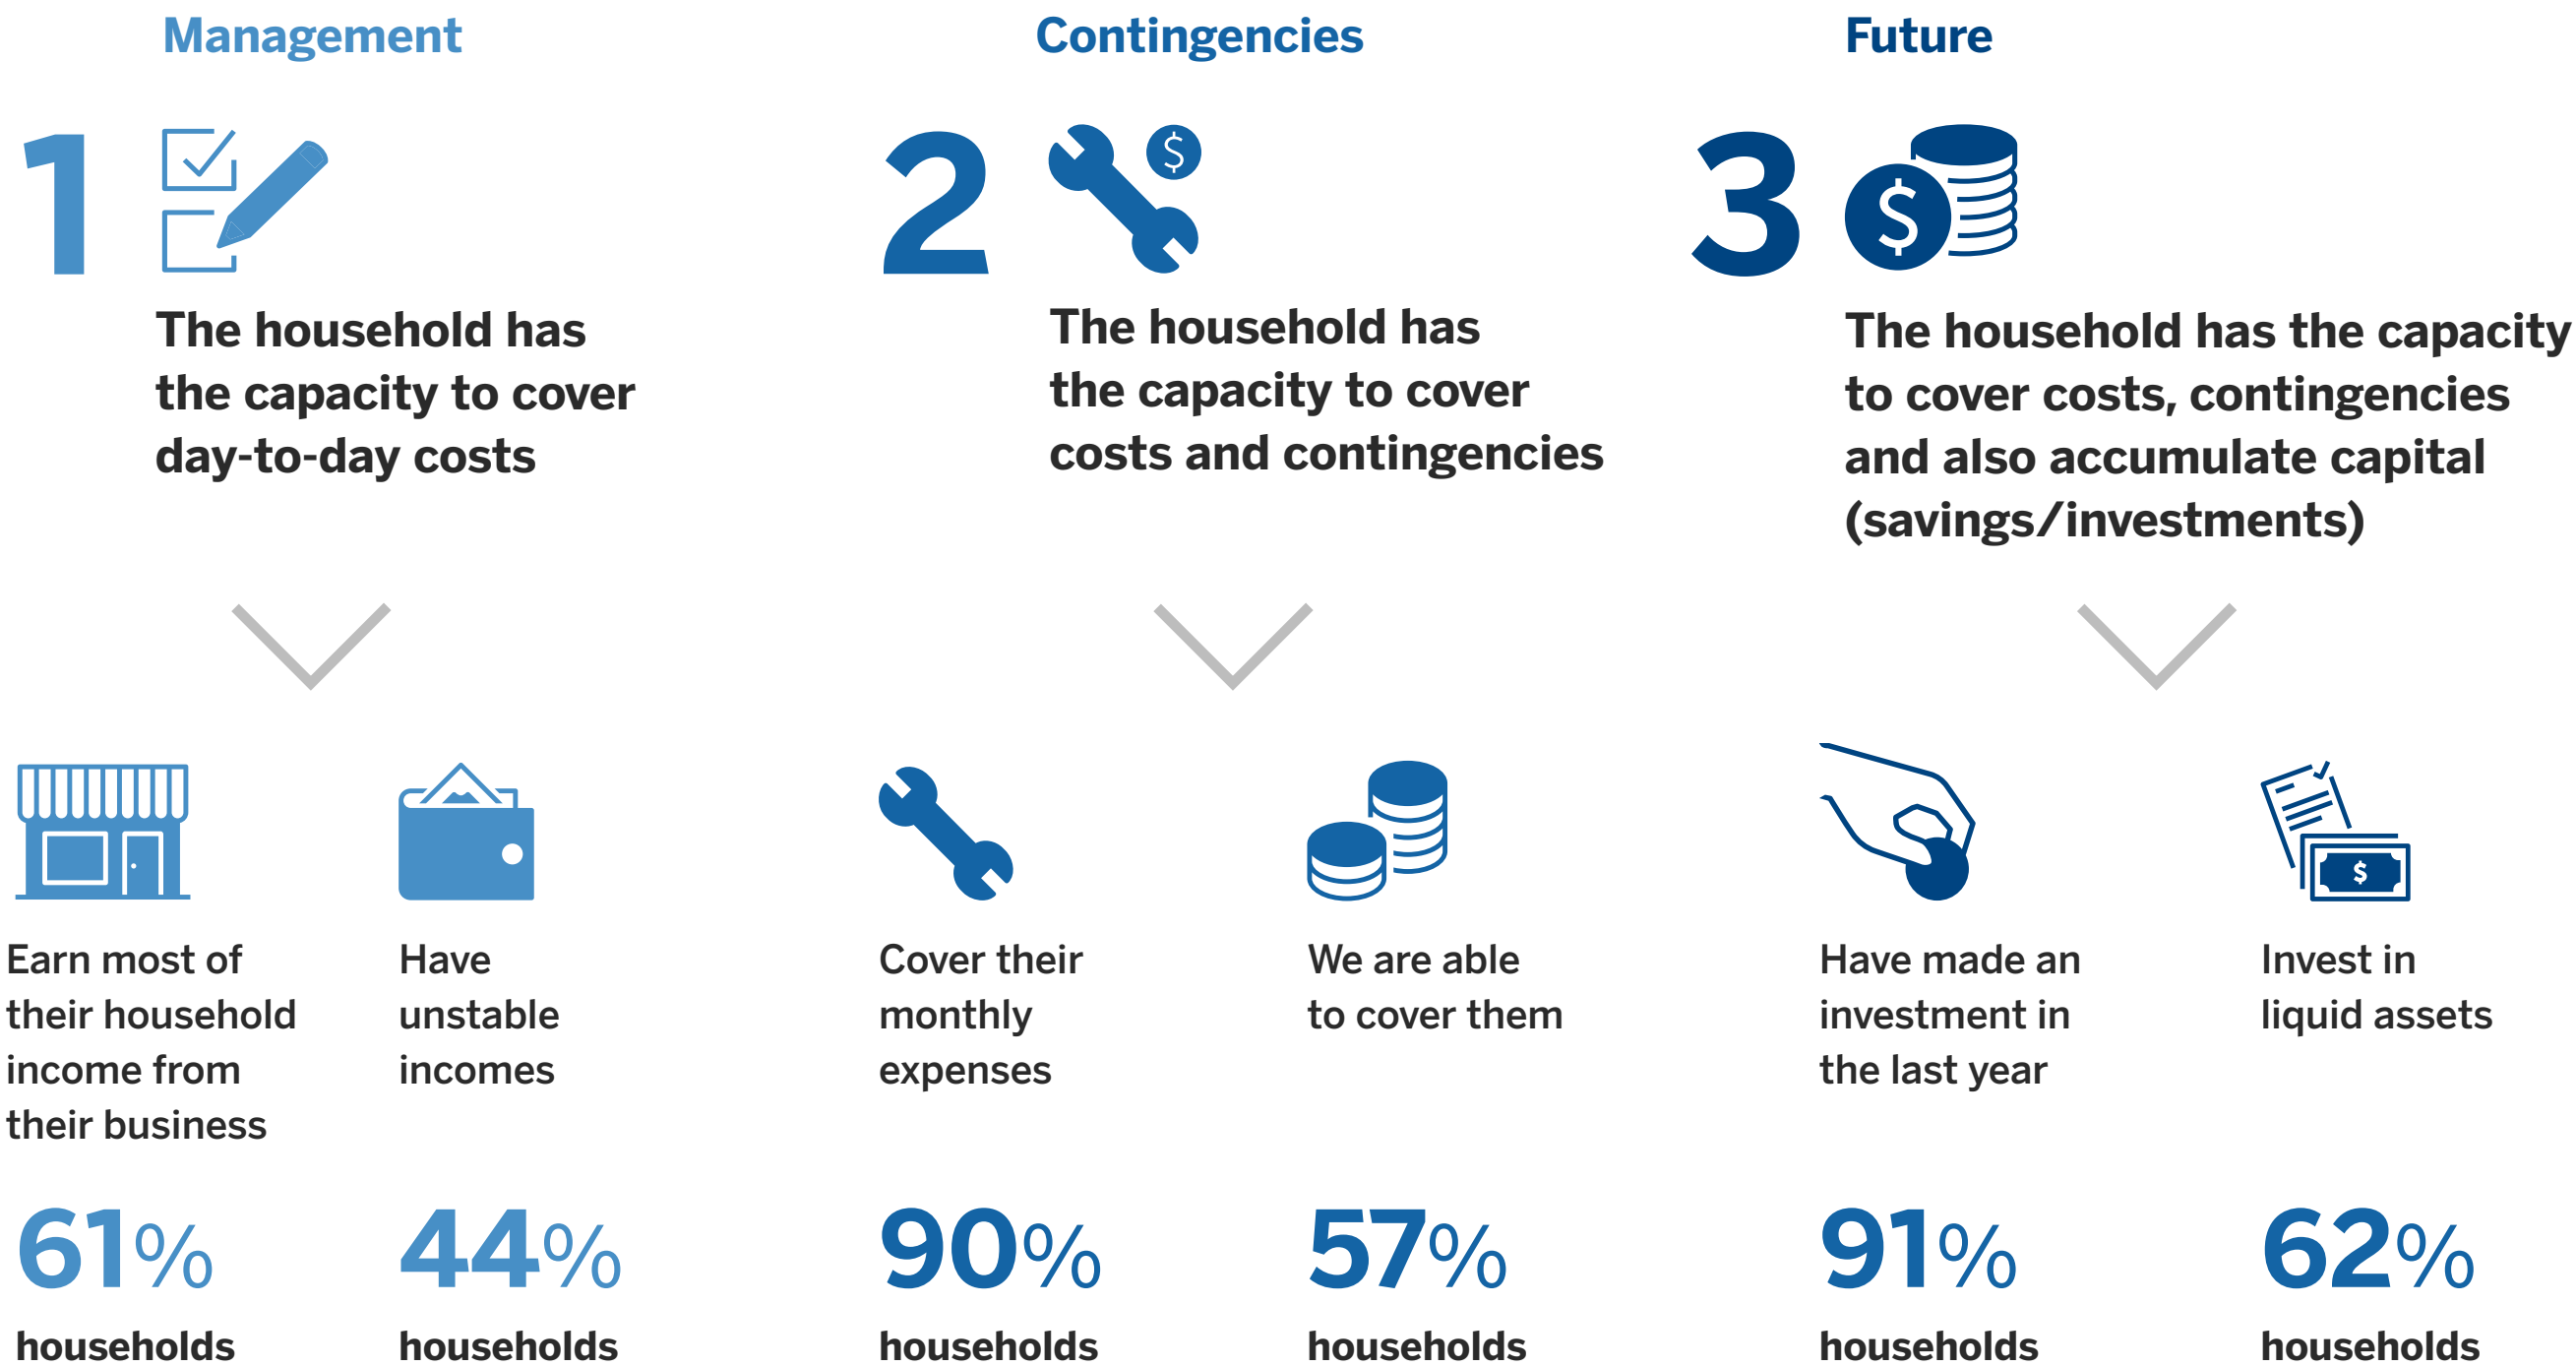 Management
1
The household has
the capacity to cover
day-to-day costs
Earn most of
their household
income from
their business
61%
households
Have
unstable
incomes
44%
households
Contingencies
2
$
The household has
the capacity to cover
costs and contingencies
Cover their
monthly
expenses
90%
households
We are able
to cover them
57%
households
Future
3
$
The household has the capacity
to cover costs, contingencies
and also accumulate capital
(savings/investments)
Have made an
investment in
the last year
91%
households
$
Invest in
liquid assets
62%
households